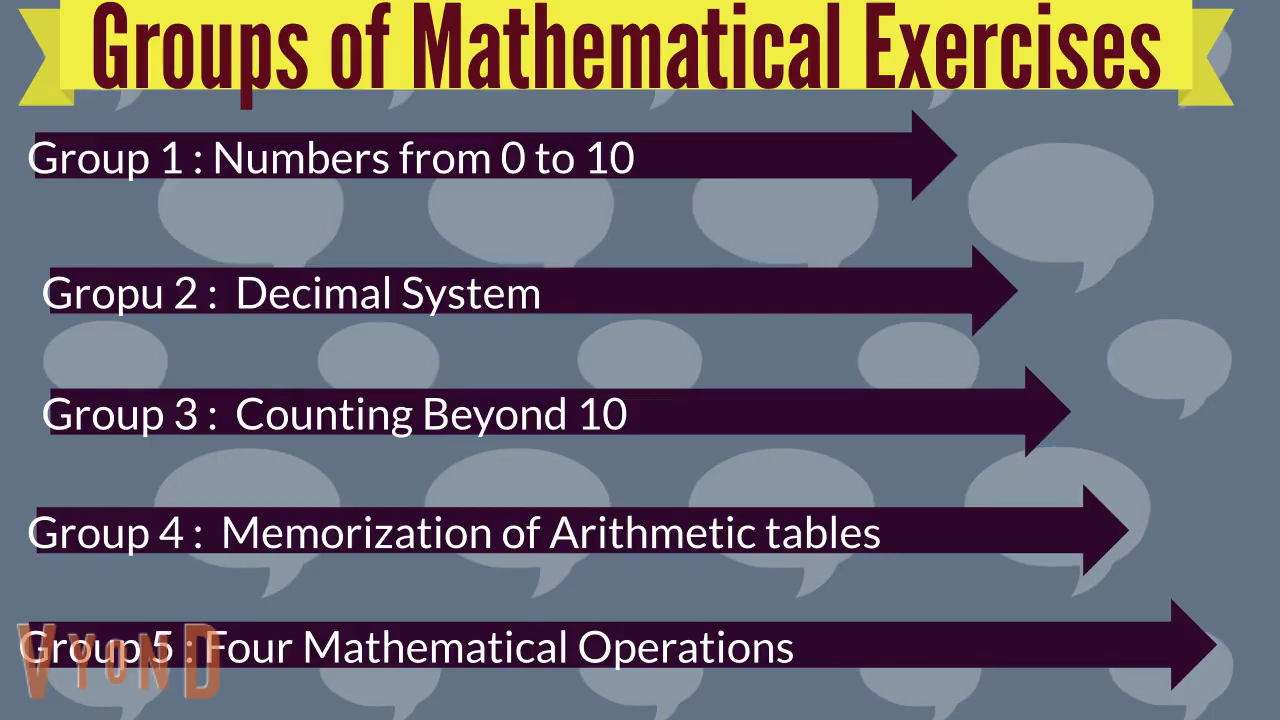 Groups of Mathematical Exercises
Group 1 : Numbers from 0 to 10
Gropu 2 : Decimal System
Group 3 : Counting Beyond 10
Group 4 : Memorization of Arithmetic tables
Group 5 : Four Mathematical Operations
VYOND